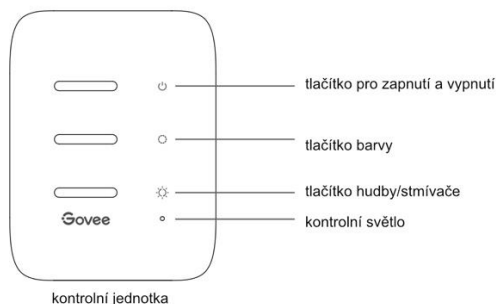 tlačítko pro zapnutí a vypnutí
tlačítko barvy
tlačítko hudby/stmívače
Govee
kontrolní světlo
kontrolní jednotka